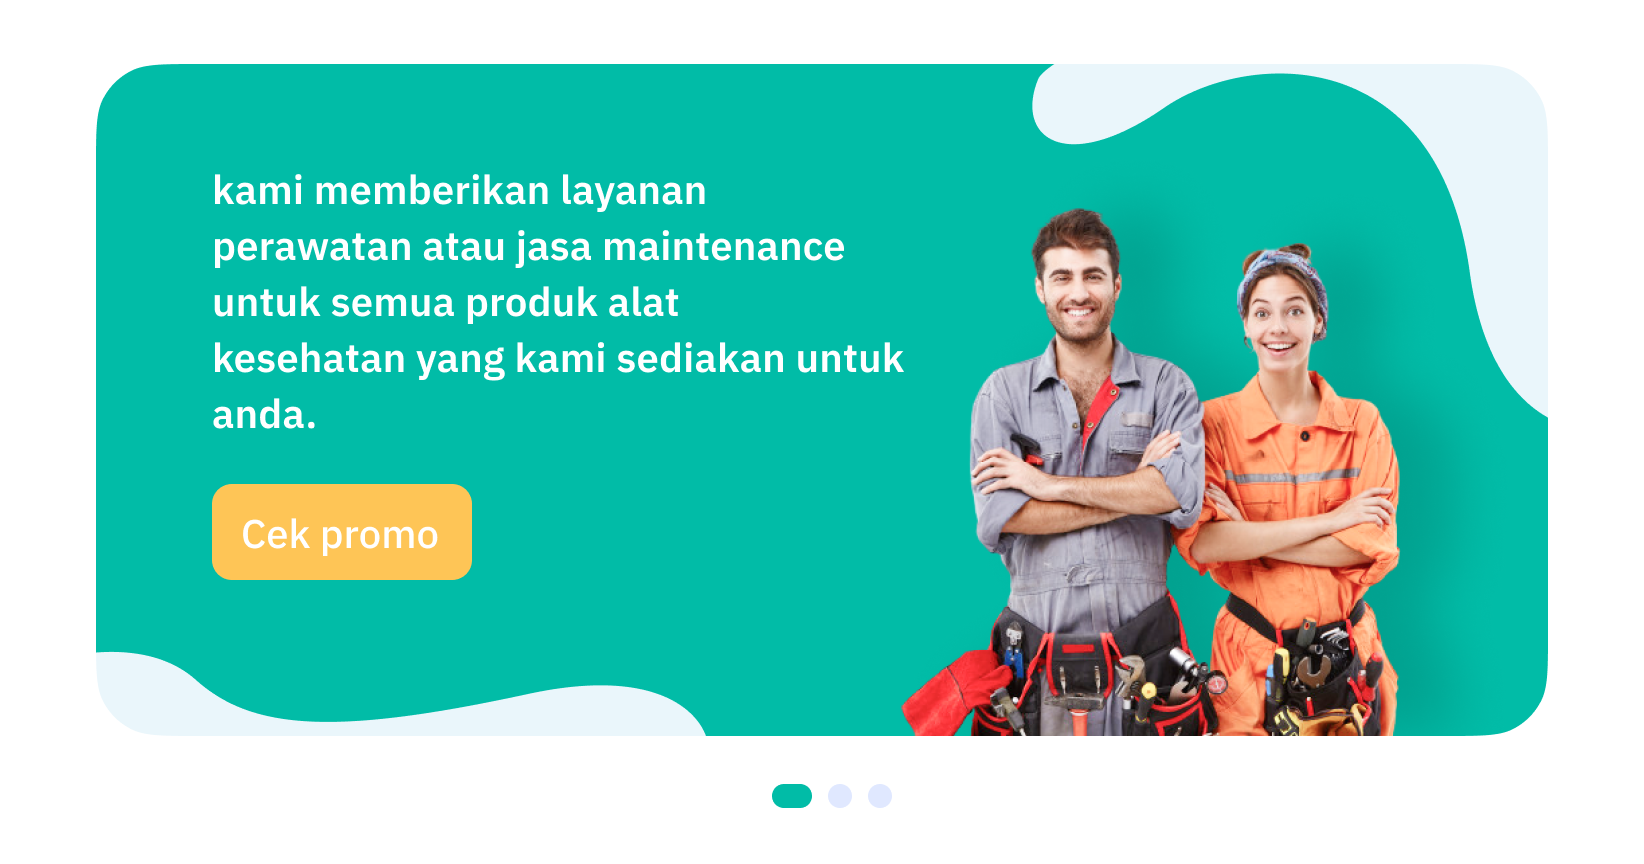 kami memberikan layanan
perawatan atau jasa maintenance
untuk semua produk alat
kesehatan yang kami sediakan untuk
anda.
Cek promo